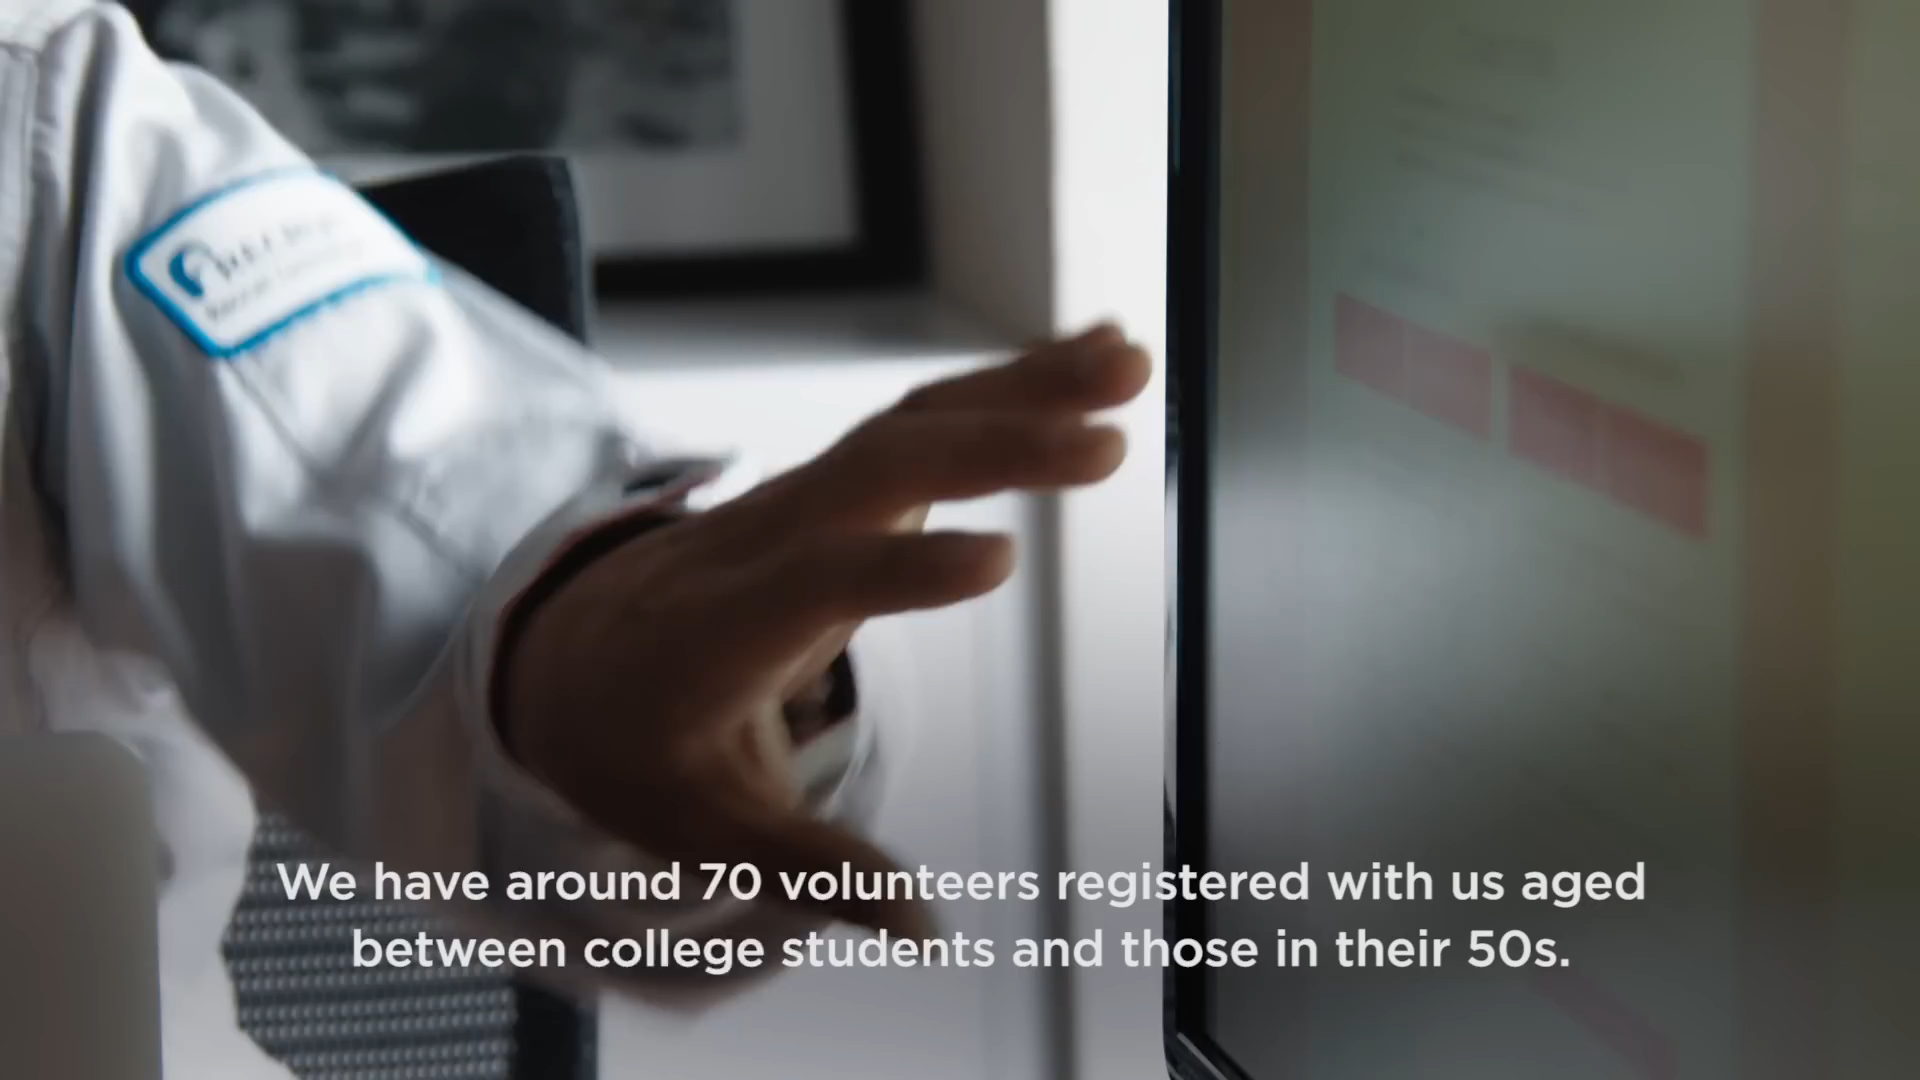 We have around 70 volunteers registered with us aged
between college students and those in their 50s.